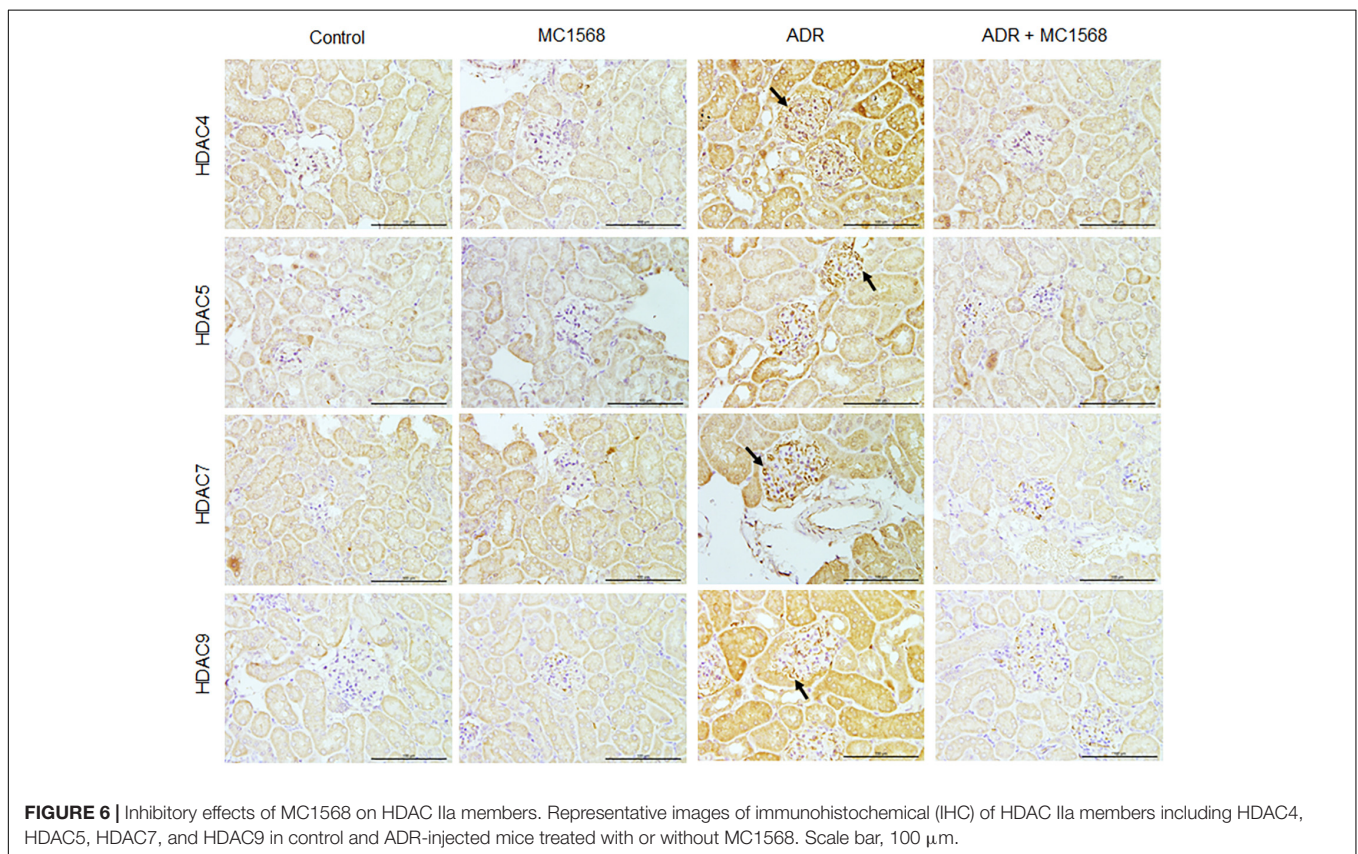 Control MC1568 ADR ADR + MC1568
HDAC4
HDAC5
HDAC7
HDAC9
FIGURE 6 | Inhibitory effects of MC1568 on HDAC IIa members. Representative images of immunohistochemical (IHC) of HDAC IIa members including HDAC4,
HDAC5, HDAC7, and HDAC9 in control and ADR-injected mice treated with or without MC1568. Scale bar, 100 μm.